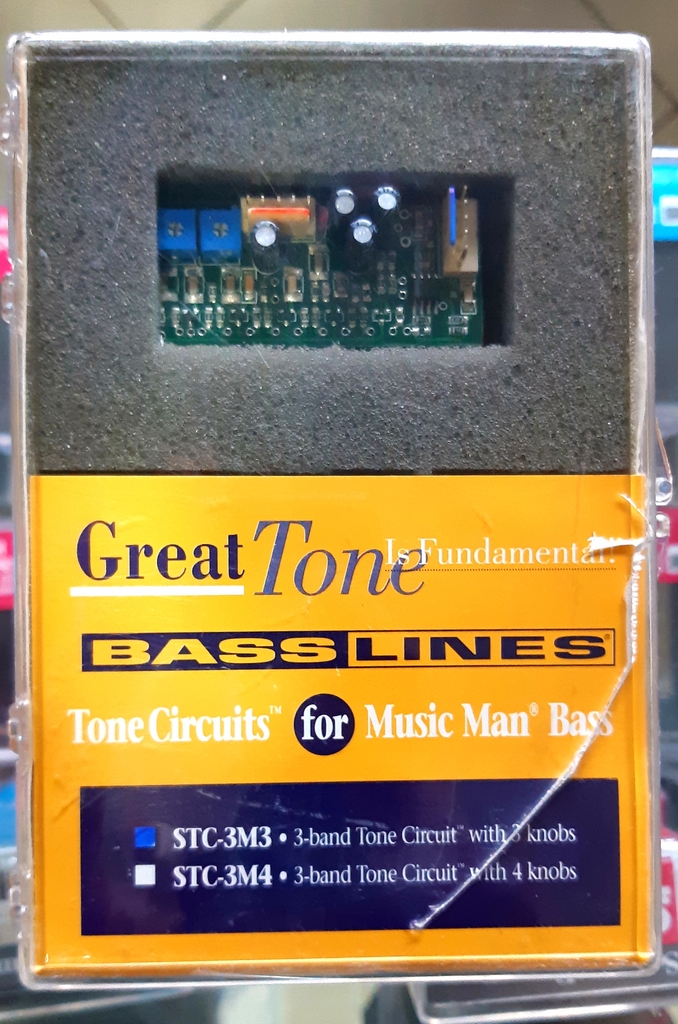 Great Tone Is Fundamental!
BASSLINES®
Tone Circuits™ for Music Man® Bass
STC-3M3 • 3-band Tone Circuit™ with 3 knobs
STC-3M4 • 3-band Tone Circuit™ with 4 knobs